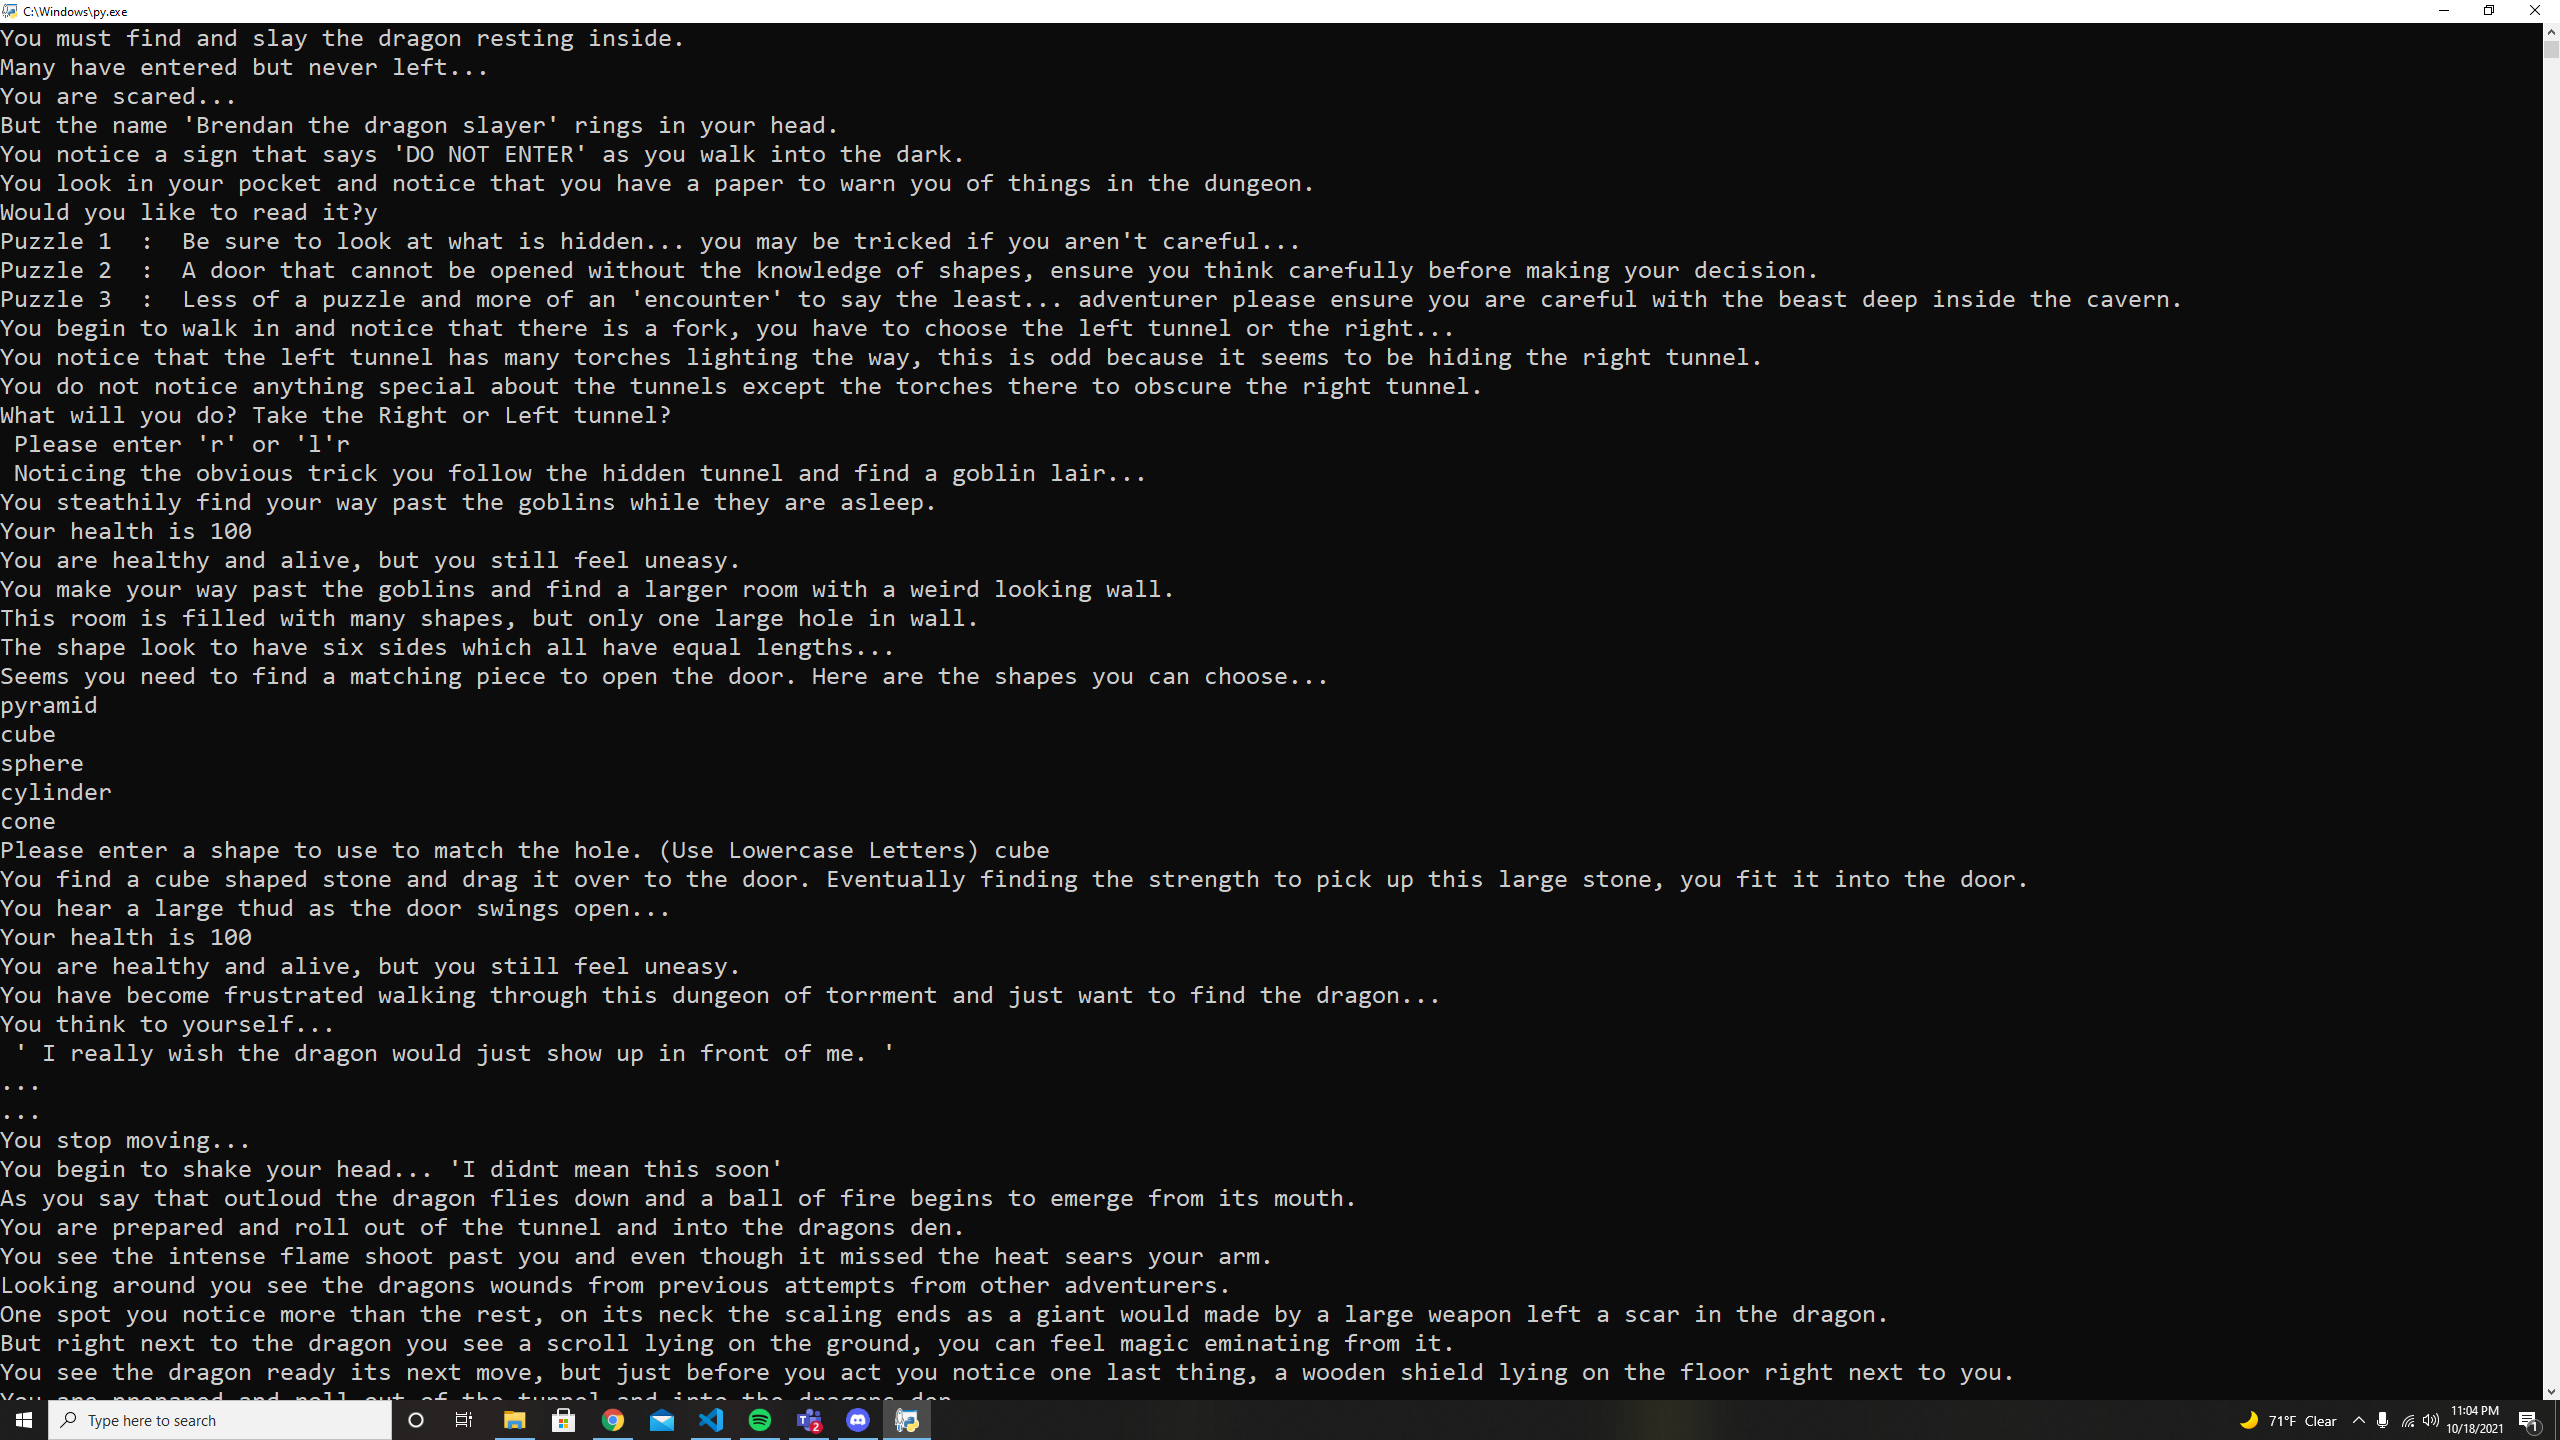 C:\Windows\py.exe
You must find and slay the dragon resting inside.
Many have entered but never left...
You are scared...
But the name 'Brendan the dragon slayer' rings in your head.
You notice a sign that says 'DO NOT ENTER' as you walk into the dark.
You look in your pocket and notice that you have a paper to warn you of things in the dungeon.
Would you like to read it?y
Puzzle 1  :  Be sure to look at what is hidden... you may be tricked if you aren't careful...
Puzzle 2  :  A door that cannot be opened without the knowledge of shapes, ensure you think carefully before making your decision.
Puzzle 3  :  Less of a puzzle and more of an 'encounter' to say the least... adventurer please ensure you are careful with the beast deep inside the cavern.
You begin to walk in and notice that there is a fork, you have to choose the left tunnel or the right...
You notice that the left tunnel has many torches lighting the way, this is odd because it seems to be hiding the right tunnel.
You do not notice anything special about the tunnels except the torches there to obscure the right tunnel.
What will you do? Take the Right or Left tunnel?
 Please enter 'r' or 'l'r
 Noticing the obvious trick you follow the hidden tunnel and find a goblin lair...
You steathily find your way past the goblins while they are asleep.
Your health is 100
You are healthy and alive, but you still feel uneasy.
You make your way past the goblins and find a larger room with a weird looking wall.
This room is filled with many shapes, but only one large hole in wall.
The shape look to have six sides which all have equal lengths...
Seems you need to find a matching piece to open the door. Here are the shapes you can choose...
pyramid
cube
sphere
cylinder
cone
Please enter a shape to use to match the hole. (Use Lowercase Letters) cube
You find a cube shaped stone and drag it over to the door. Eventually finding the strength to pick up this large stone, you fit it into the door.
You hear a large thud as the door swings open...
Your health is 100
You are healthy and alive, but you still feel uneasy.
You have become frustrated walking through this dungeon of torrment and just want to find the dragon...
You think to yourself...
 ' I really wish the dragon would just show up in front of me. '
...
...
You stop moving...
You begin to shake your head... 'I didnt mean this soon'
As you say that outloud the dragon flies down and a ball of fire begins to emerge from its mouth.
You are prepared and roll out of the tunnel and into the dragons den.
You see the intense flame shoot past you and even though it missed the heat sears your arm.
Looking around you see the dragons wounds from previous attempts from other adventurers.
One spot you notice more than the rest, on its neck the scaling ends as a giant would made by a large weapon left a scar in the dragon.
But right next to the dragon you see a scroll lying on the ground, you can feel magic eminating from it.
You see the dragon ready its next move, but just before you act you notice one last thing, a wooden shield lying on the floor right next to you.
You are prepared and roll out of the tunnel and into the dragons den.
Type here to search
2
71°F Clear
11:04 PM
10/18/2021
1